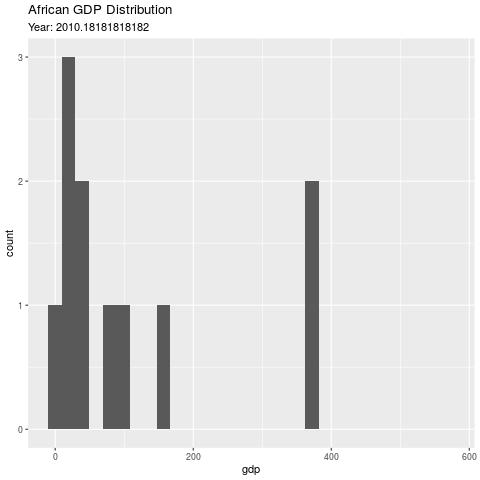 African GDP Distribution
Year: 2010.18181818182
3
2
1
0
count
0 200 400 600
gdp